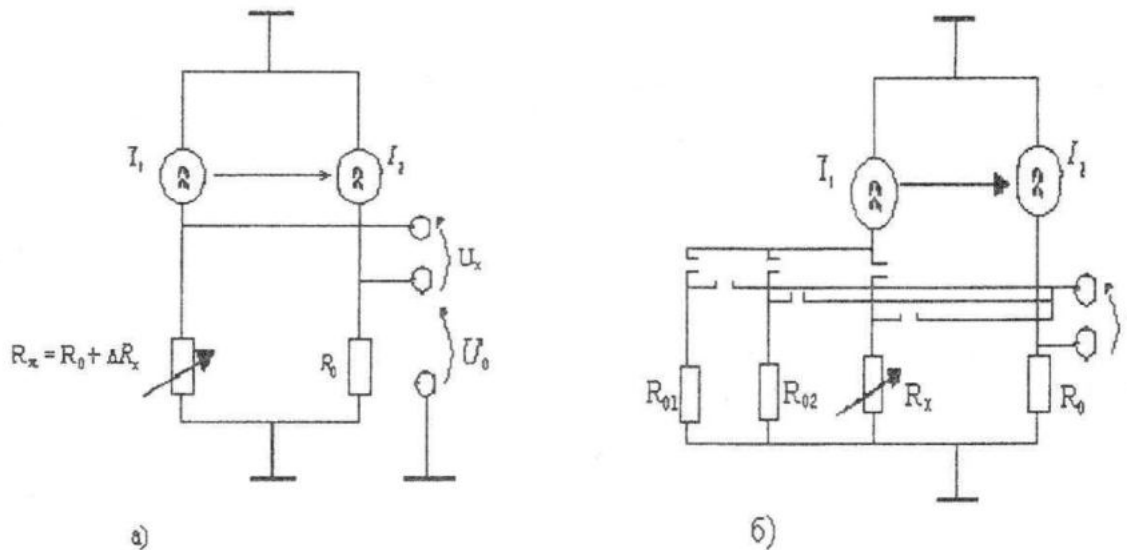 I₁
I₂
Uₓ
Rₓ = R₀ + ΔRₓ
R₀
U₀
а)
I₁
I₂
R₀₁
R₀₂
Rₓ
R₀
б)